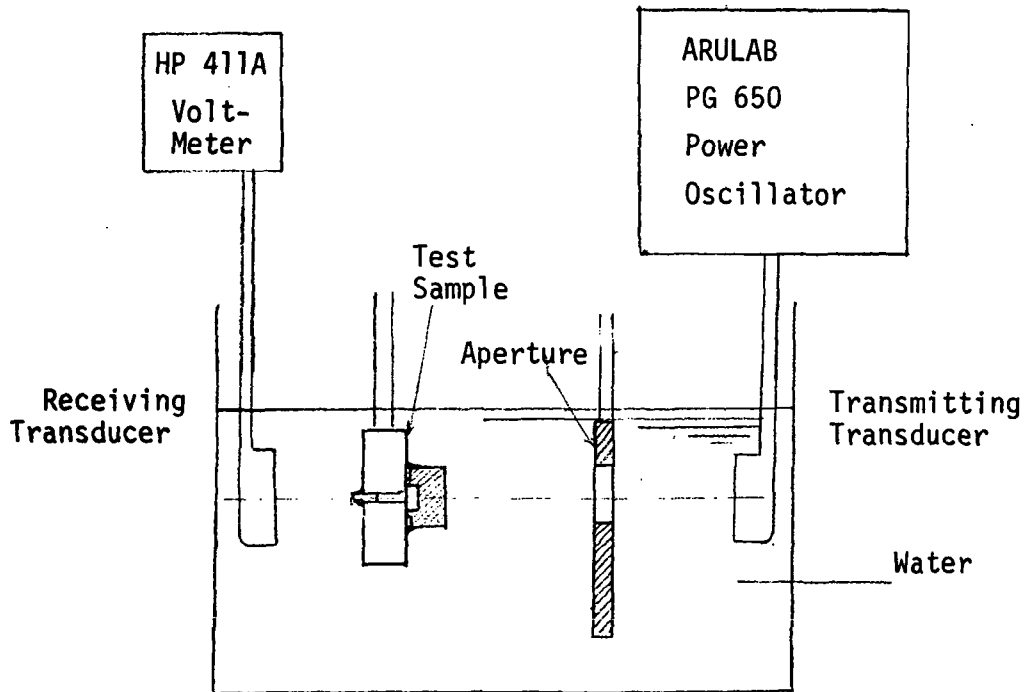 HP 411A
Volt-
Meter
ARULAB
PG 650
Power
Oscillator
Test
Sample
Aperture
Receiving
Transducer
Transmitting
Transducer
Water